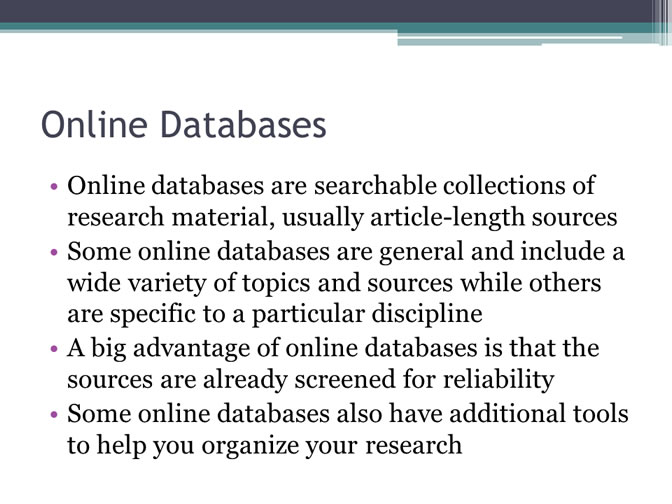 Online Databases
• Online databases are searchable collections of
research material, usually article-length sources
• Some online databases are general and include a
wide variety of topics and sources while others
are specific to a particular discipline
• A big advantage of online databases is that the
sources are already screened for reliability
• Some online databases also have additional tools
to help you organize your research